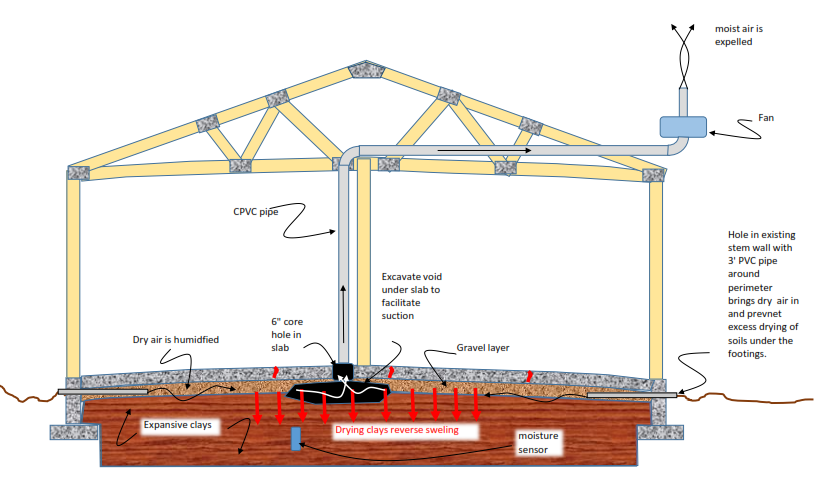 moist air is
expelled
Fan
CPVC pipe
Hole in existing
stem wall with
3' PVC pipe
around
perimeter
brings dry  air in
and prevnet
excess drying of
soils under the
footings.
Excavate void
under slab to
facilitate
suction
6" core
hole in
slab
Dry air is humidfied
Gravel layer
Expansive clays
Drying clays reverse sweling
moisture
sensor